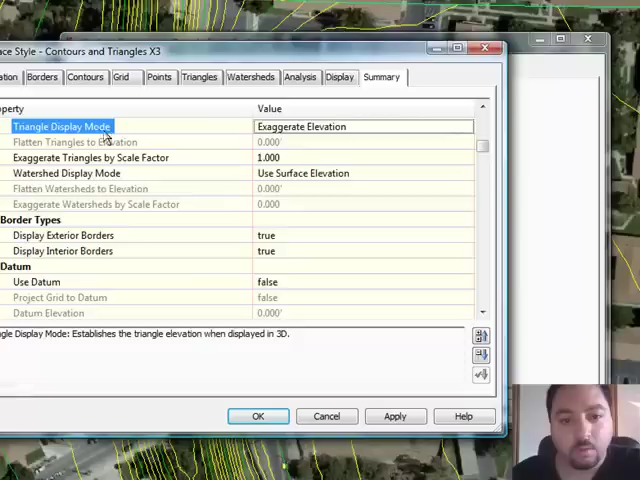 ace Style - Contours and Triangles X3
ation Borders Contours Grid Points Triangles Watersheds Analysis Display Summary
operty Value
Triangle Display Mode Exaggerate Elevation
Flatten Triangles to Elevation 0.000'
Exaggerate Triangles by Scale Factor 1.000
Watershed Display Mode Use Surface Elevation
Flatten Watersheds to Elevation 0.000'
Exaggerate Watersheds by Scale Factor 0.000
Border Types
Display Exterior Borders true
Display Interior Borders true
Datum
Use Datum false
Project Grid to Datum false
Datum Elevation 0.000'
ngle Display Mode: Establishes the triangle elevation when displayed in 3D.
OK Cancel Apply Help